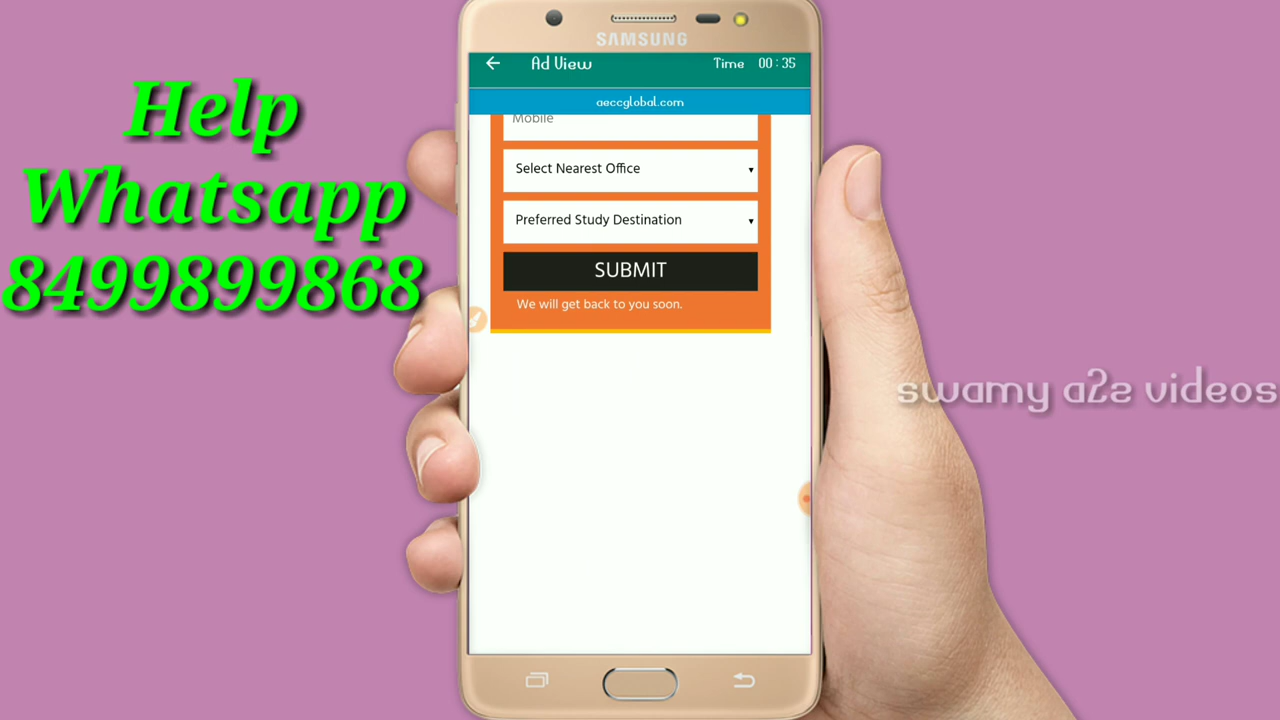 Help
Whatsapp
8499899868
SAMSUNG
Ad View Time 00 : 35
aeccglobal.com
Mobile
Select Nearest Office
Preferred Study Destination
SUBMIT
We will get back to you soon.
swamy a2z videos